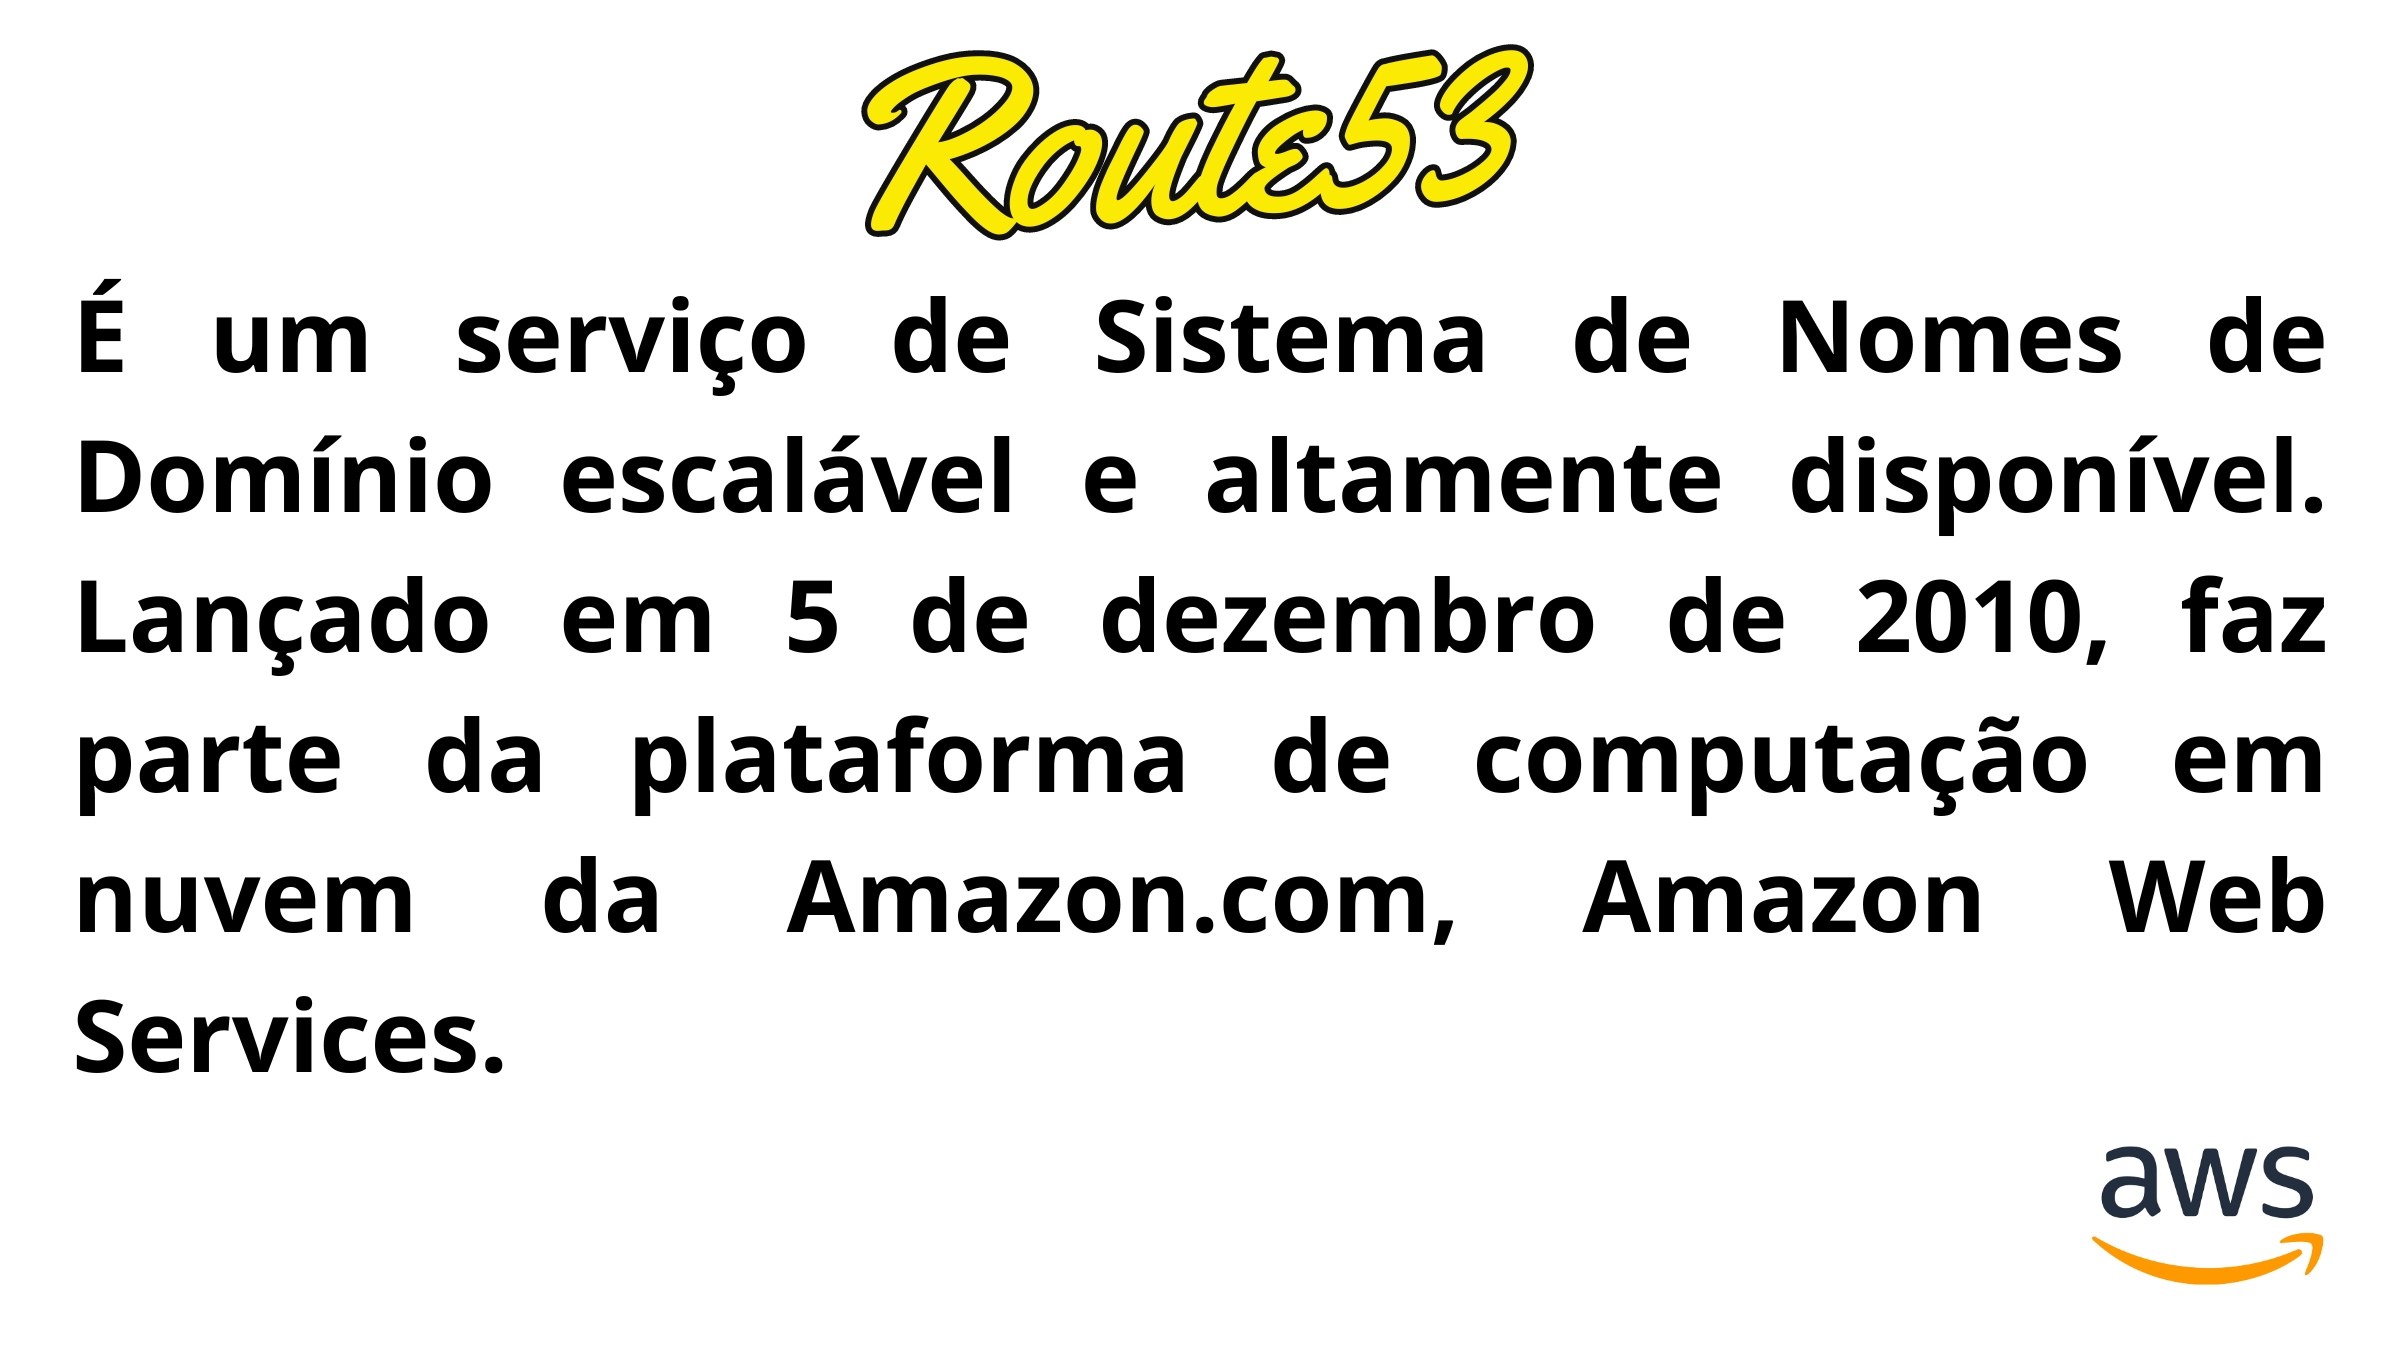 Route53
É um serviço de Sistema de Nomes de
Domínio escalável e altamente disponível.
Lançado em 5 de dezembro de 2010, faz
parte da plataforma de computação em
nuvem da Amazon.com, Amazon Web
Services.
aws